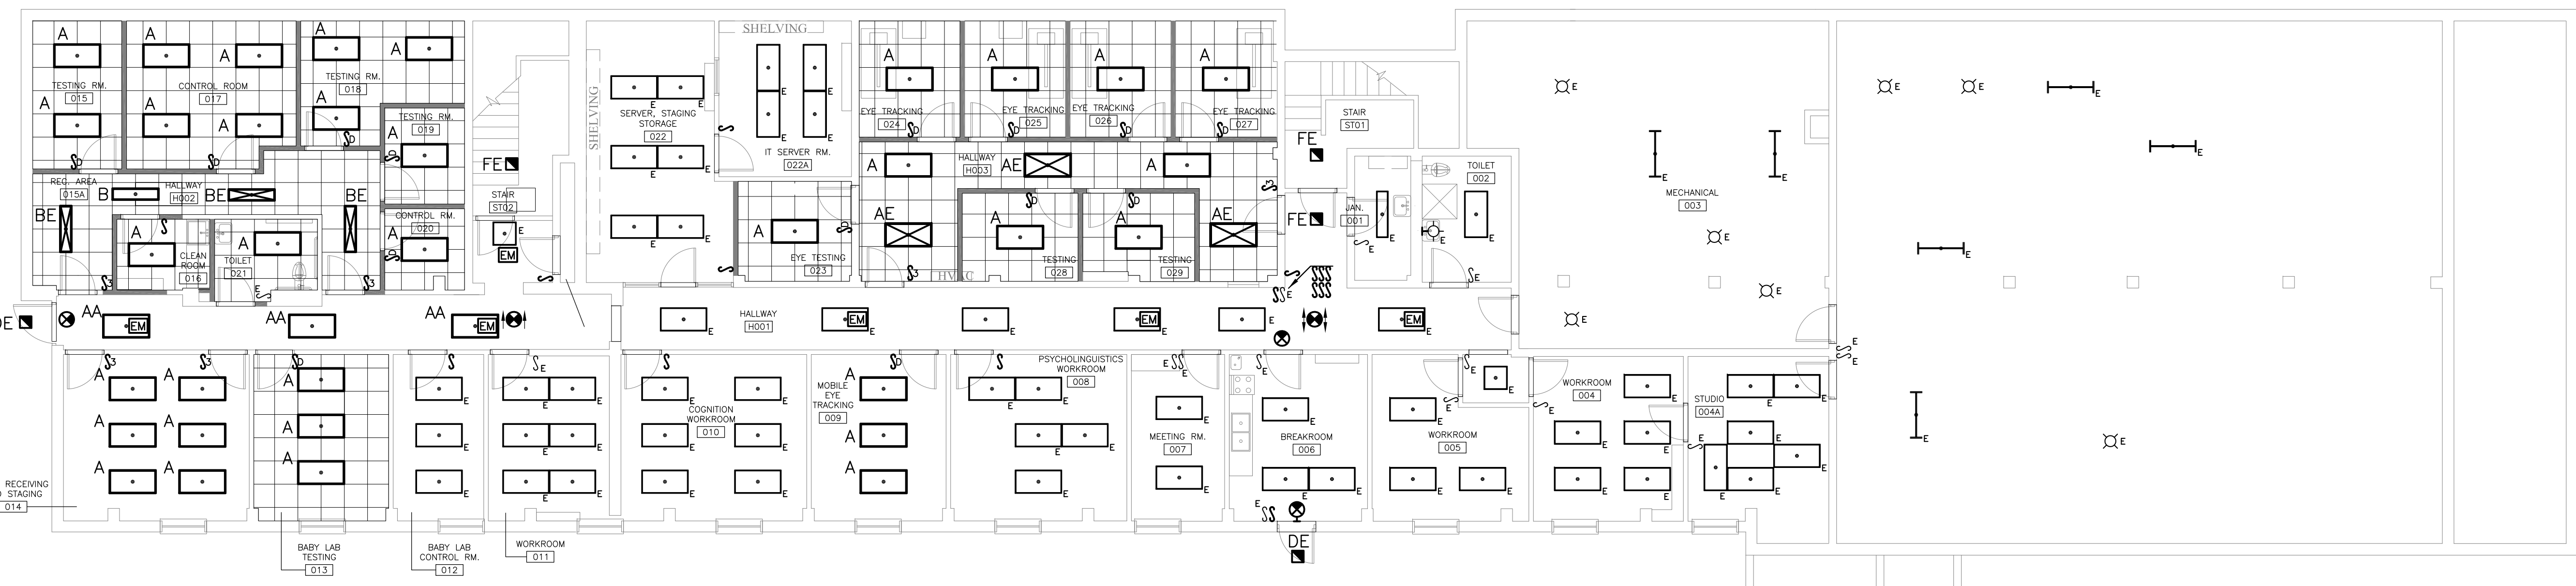 SHELVING
SHELVING
A A A A A
TESTING RM.
015
CONTROL ROOM
017
TESTING RM.
018
A A A A
TESTING RM.
019
A
REC. AREA
015A
B
HALLWAY
H002
BE
BE
BE
CONTROL RM.
020
A
A
CLEAN
ROOM
016
A
TOILET
021
FE
STAIR
ST02
E
EM
SERVER, STAGING
STORAGE
022
IT SERVER RM.
022A
A
EYE TESTING
023
A A A A
EYE TRACKING
024
EYE TRACKING
025
EYE TRACKING
026
EYE TRACKING
027
A
HALLWAY
H003
AE
A
AE
A
TESTING
028
A
TESTING
029
AE
HVAC
FE
STAIR
ST01
FE
JAN.
001
TOILET
002
MECHANICAL
003
DE
AA
EM
AA
AA
EM
HALLWAY
H001
EM
EM
EM
A A
A A
A A
RECEIVING
STAGING
014
A
A
A
BABY LAB
TESTING
013
BABY LAB
CONTROL RM.
012
WORKROOM
011
COGNITION
WORKROOM
010
MOBILE
EYE
TRACKING
009
A
A
A
PSYCHOLINGUISTICS
WORKROOM
008
MEETING RM.
007
BREAKROOM
006
DE
WORKROOM
005
WORKROOM
004
STUDIO
004A